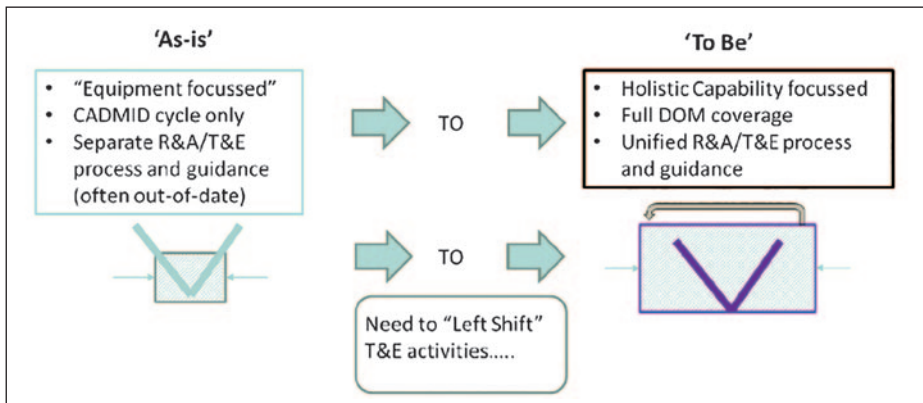 ‘As-is’
• “Equipment focussed”
• CADMID cycle only
• Separate R&A/T&E
process and guidance
(often out-of-date)
TO
‘To Be’
• Holistic Capability focussed
• Full DOM coverage
• Unified R&A/T&E process
and guidance
TO
Need to “Left Shift”
T&E activities.....